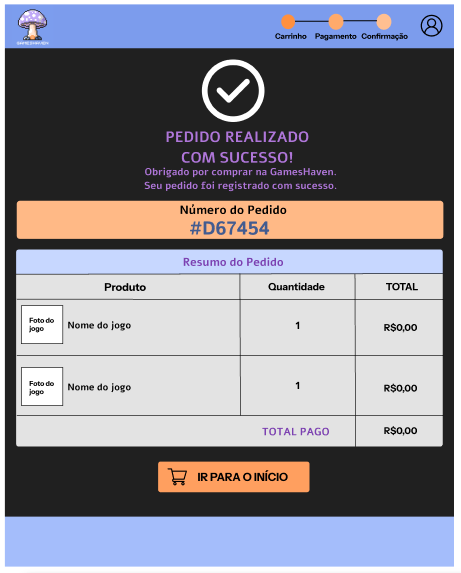 GAMESHAVEN
Carrinho Pagamento Confirmação
PEDIDO REALIZADO
COM SUCESSO!
Obrigado por comprar na GamesHaven.
Seu pedido foi registrado com sucesso.
Número do Pedido
#D67454
Resumo do Pedido
Produto Quantidade TOTAL
Foto do
jogo
Nome do jogo 1 R$0,00
Foto do
jogo
Nome do jogo 1 R$0,00
TOTAL PAGO R$0,00
IR PARA O INÍCIO